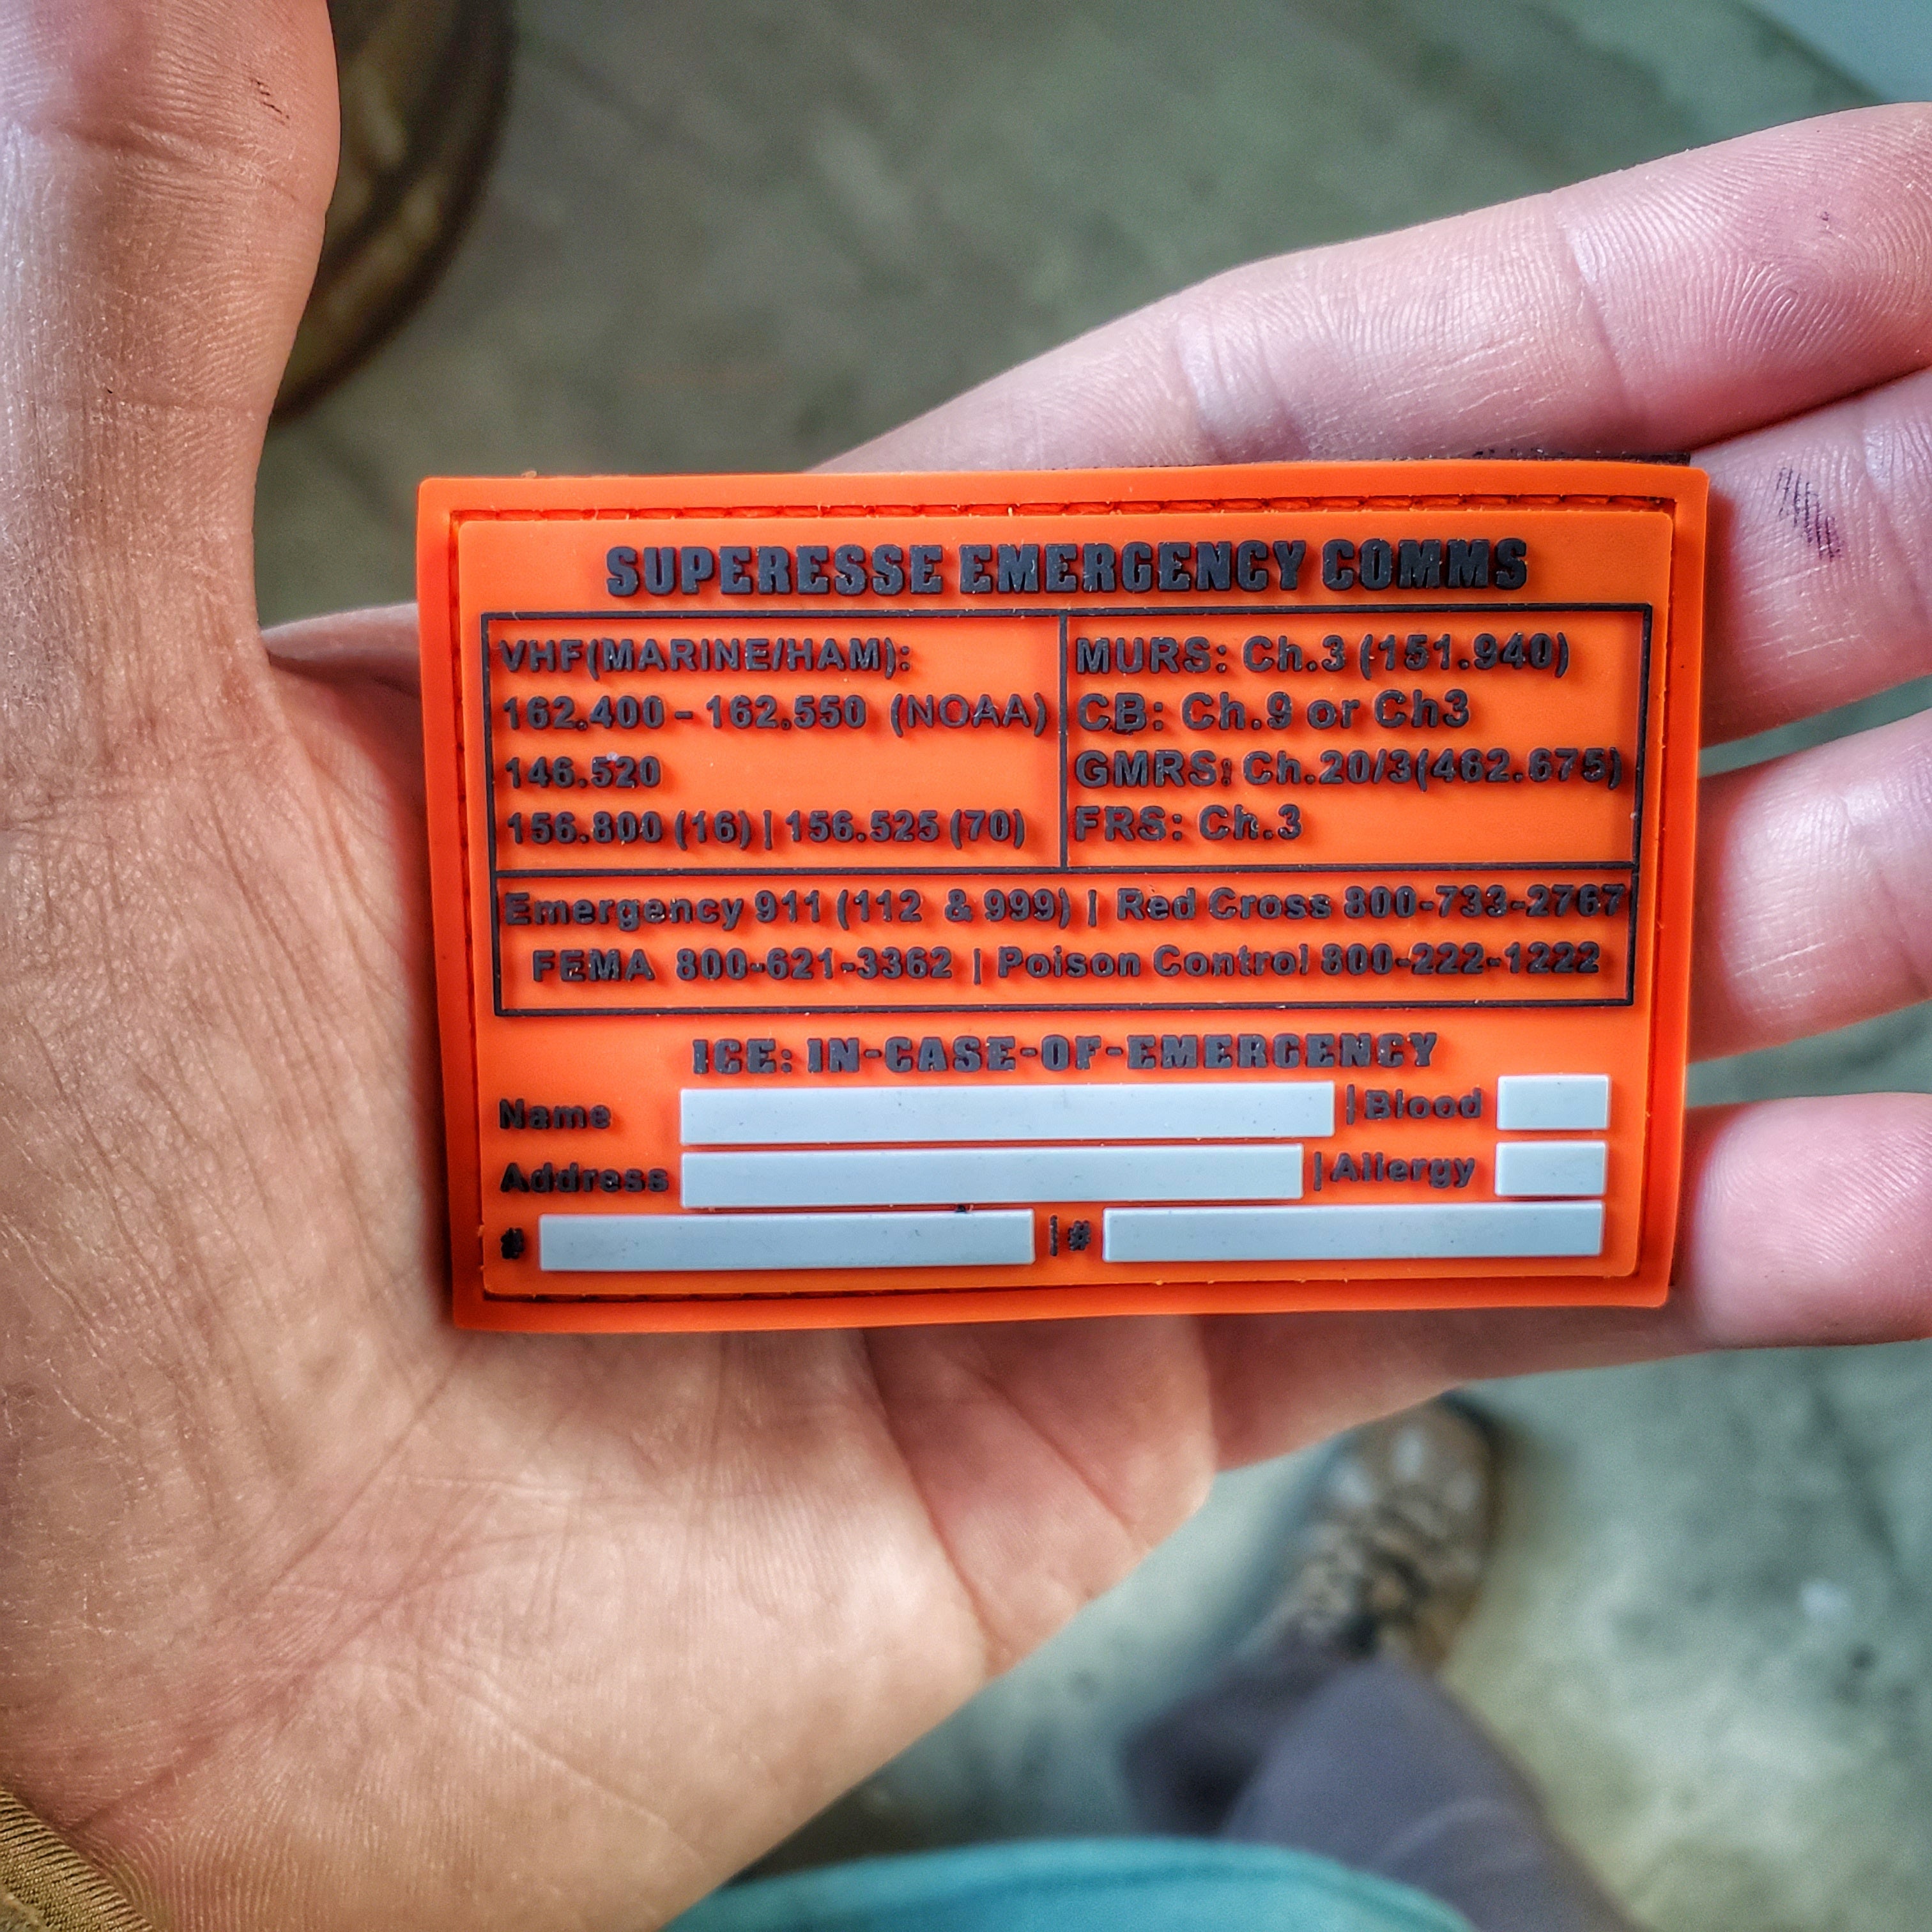 SUPERESSE EMERGENCY COMMS
VHF(MARINE/HAM):
162.400 - 162.550 (NOAA)
146.520
156.800 (16) | 156.525 (70)
MURS: Ch.3 (151.940)
CB: Ch.9 or Ch3
GMRS: Ch.20/3(462.675)
FRS: Ch.3
Emergency 911 (112 & 999) | Red Cross 800-733-2767
FEMA 800-621-3362 | Poison Control 800-222-1222
ICE: IN-CASE-OF-EMERGENCY
Name | Blood
Address | Allergy
# | #